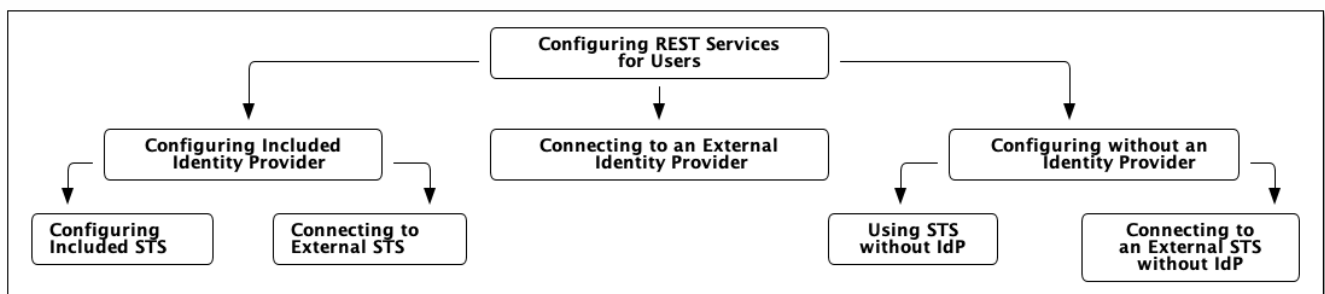 Configuring REST Services
for Users
Configuring Included
Identity Provider
Connecting to an External
Identity Provider
Configuring without an
Identity Provider
Configuring
Included STS
Connecting to
External STS
Using STS
without IdP
Connecting to
an External STS
without IdP